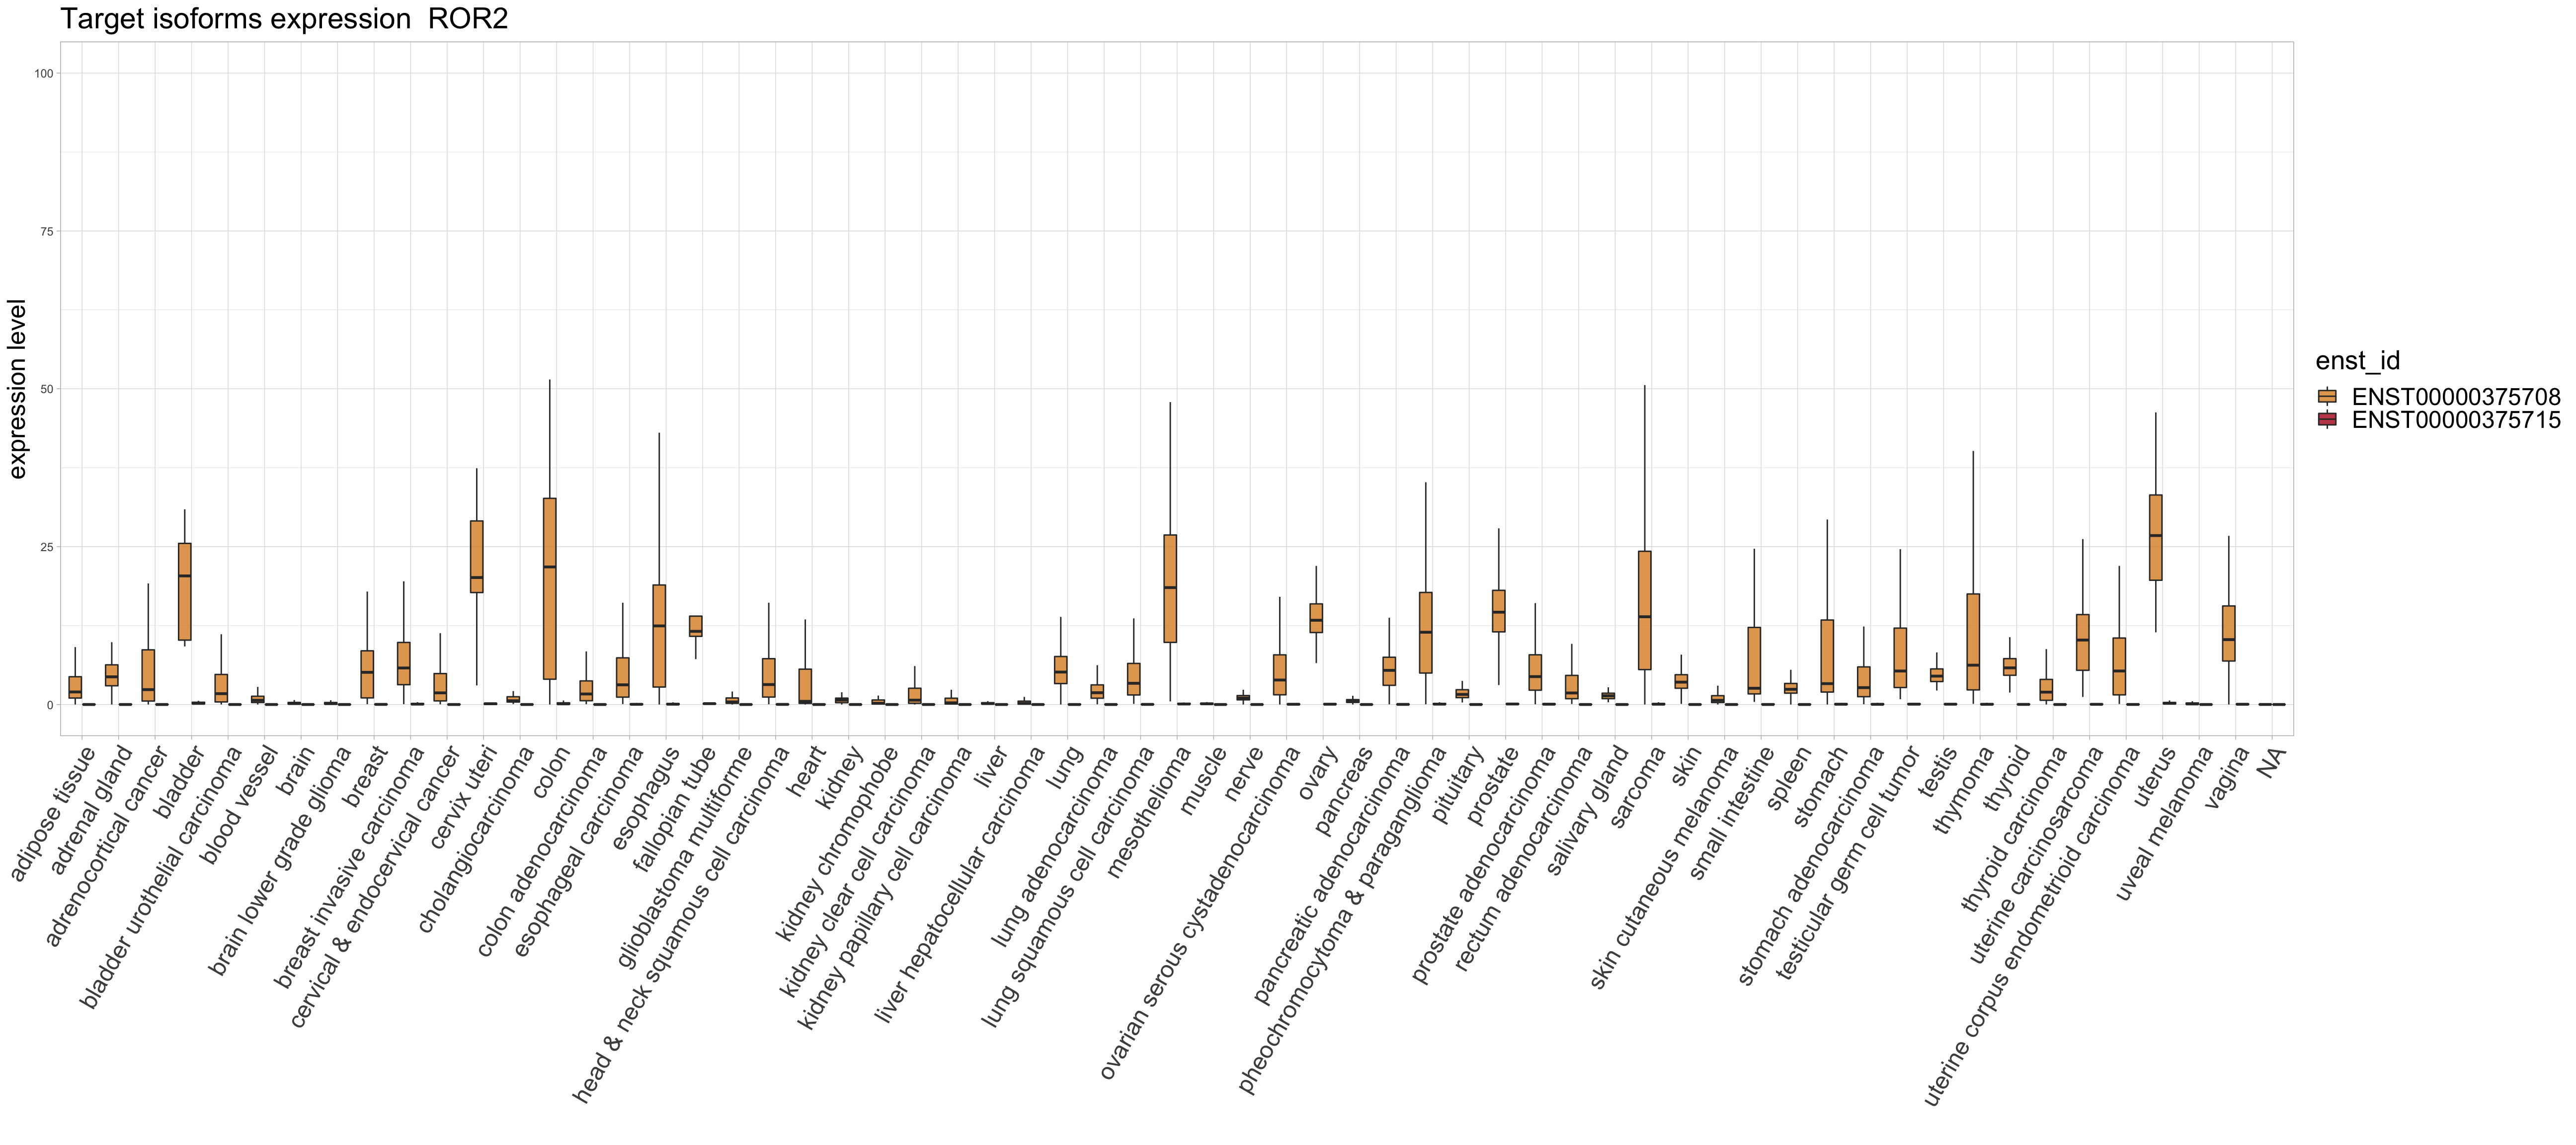 Target isoforms expression  ROR2
expression level
100
75
50
25
0
enst_id
ENST00000375708
ENST00000375715
adipose tissue
adrenal gland
adrenocortical cancer
bladder
bladder urothelial carcinoma
blood vessel
brain
brain lower grade glioma
breast
breast invasive carcinoma
cervical & endocervical cancer
cervix uteri
cholangiocarcinoma
colon
colon adenocarcinoma
esophageal carcinoma
esophagus
fallopian tube
glioblastoma multiforme
head & neck squamous cell carcinoma
heart
kidney
kidney chromophobe
kidney clear cell carcinoma
kidney papillary cell carcinoma
liver
liver hepatocellular carcinoma
lung
lung adenocarcinoma
lung squamous cell carcinoma
mesothelioma
muscle
nerve
ovarian serous cystadenocarcinoma
ovary
pancreas
pancreatic adenocarcinoma
pheochromocytoma & paraganglioma
pituitary
prostate
prostate adenocarcinoma
rectum adenocarcinoma
salivary gland
sarcoma
skin
skin cutaneous melanoma
small intestine
spleen
stomach
stomach adenocarcinoma
testicular germ cell tumor
testis
thymoma
thyroid
thyroid carcinoma
uterine carcinosarcoma
uterine corpus endometrioid carcinoma
uterus
uveal melanoma
vagina
NA